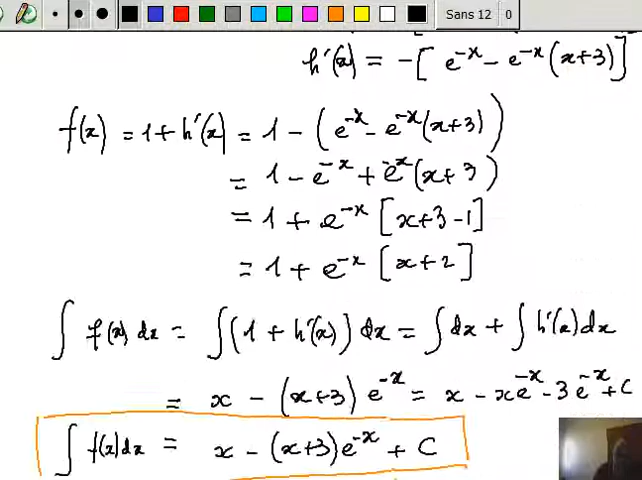 Sans 12 0
h'(x) = -[ e^{-x} - e^{-x}(x+3)]
f(x) = 1 + h'(x) = 1 - (e^{-x} - e^{-x}(x+3))
= 1 - e^{-x} + e^{-x}(x+3)
= 1 + e^{-x} [x+3-1]
= 1 + e^{-x} [x+2]
∫ f(x) dx = ∫(1 + h'(x)) dx = ∫dx + ∫ h'(x)dx
= x - (x+3) e^{-x} = x - xe^{-x} - 3e^{-x} + C
∫ f(x)dx = x - (x+3)e^{-x} + C